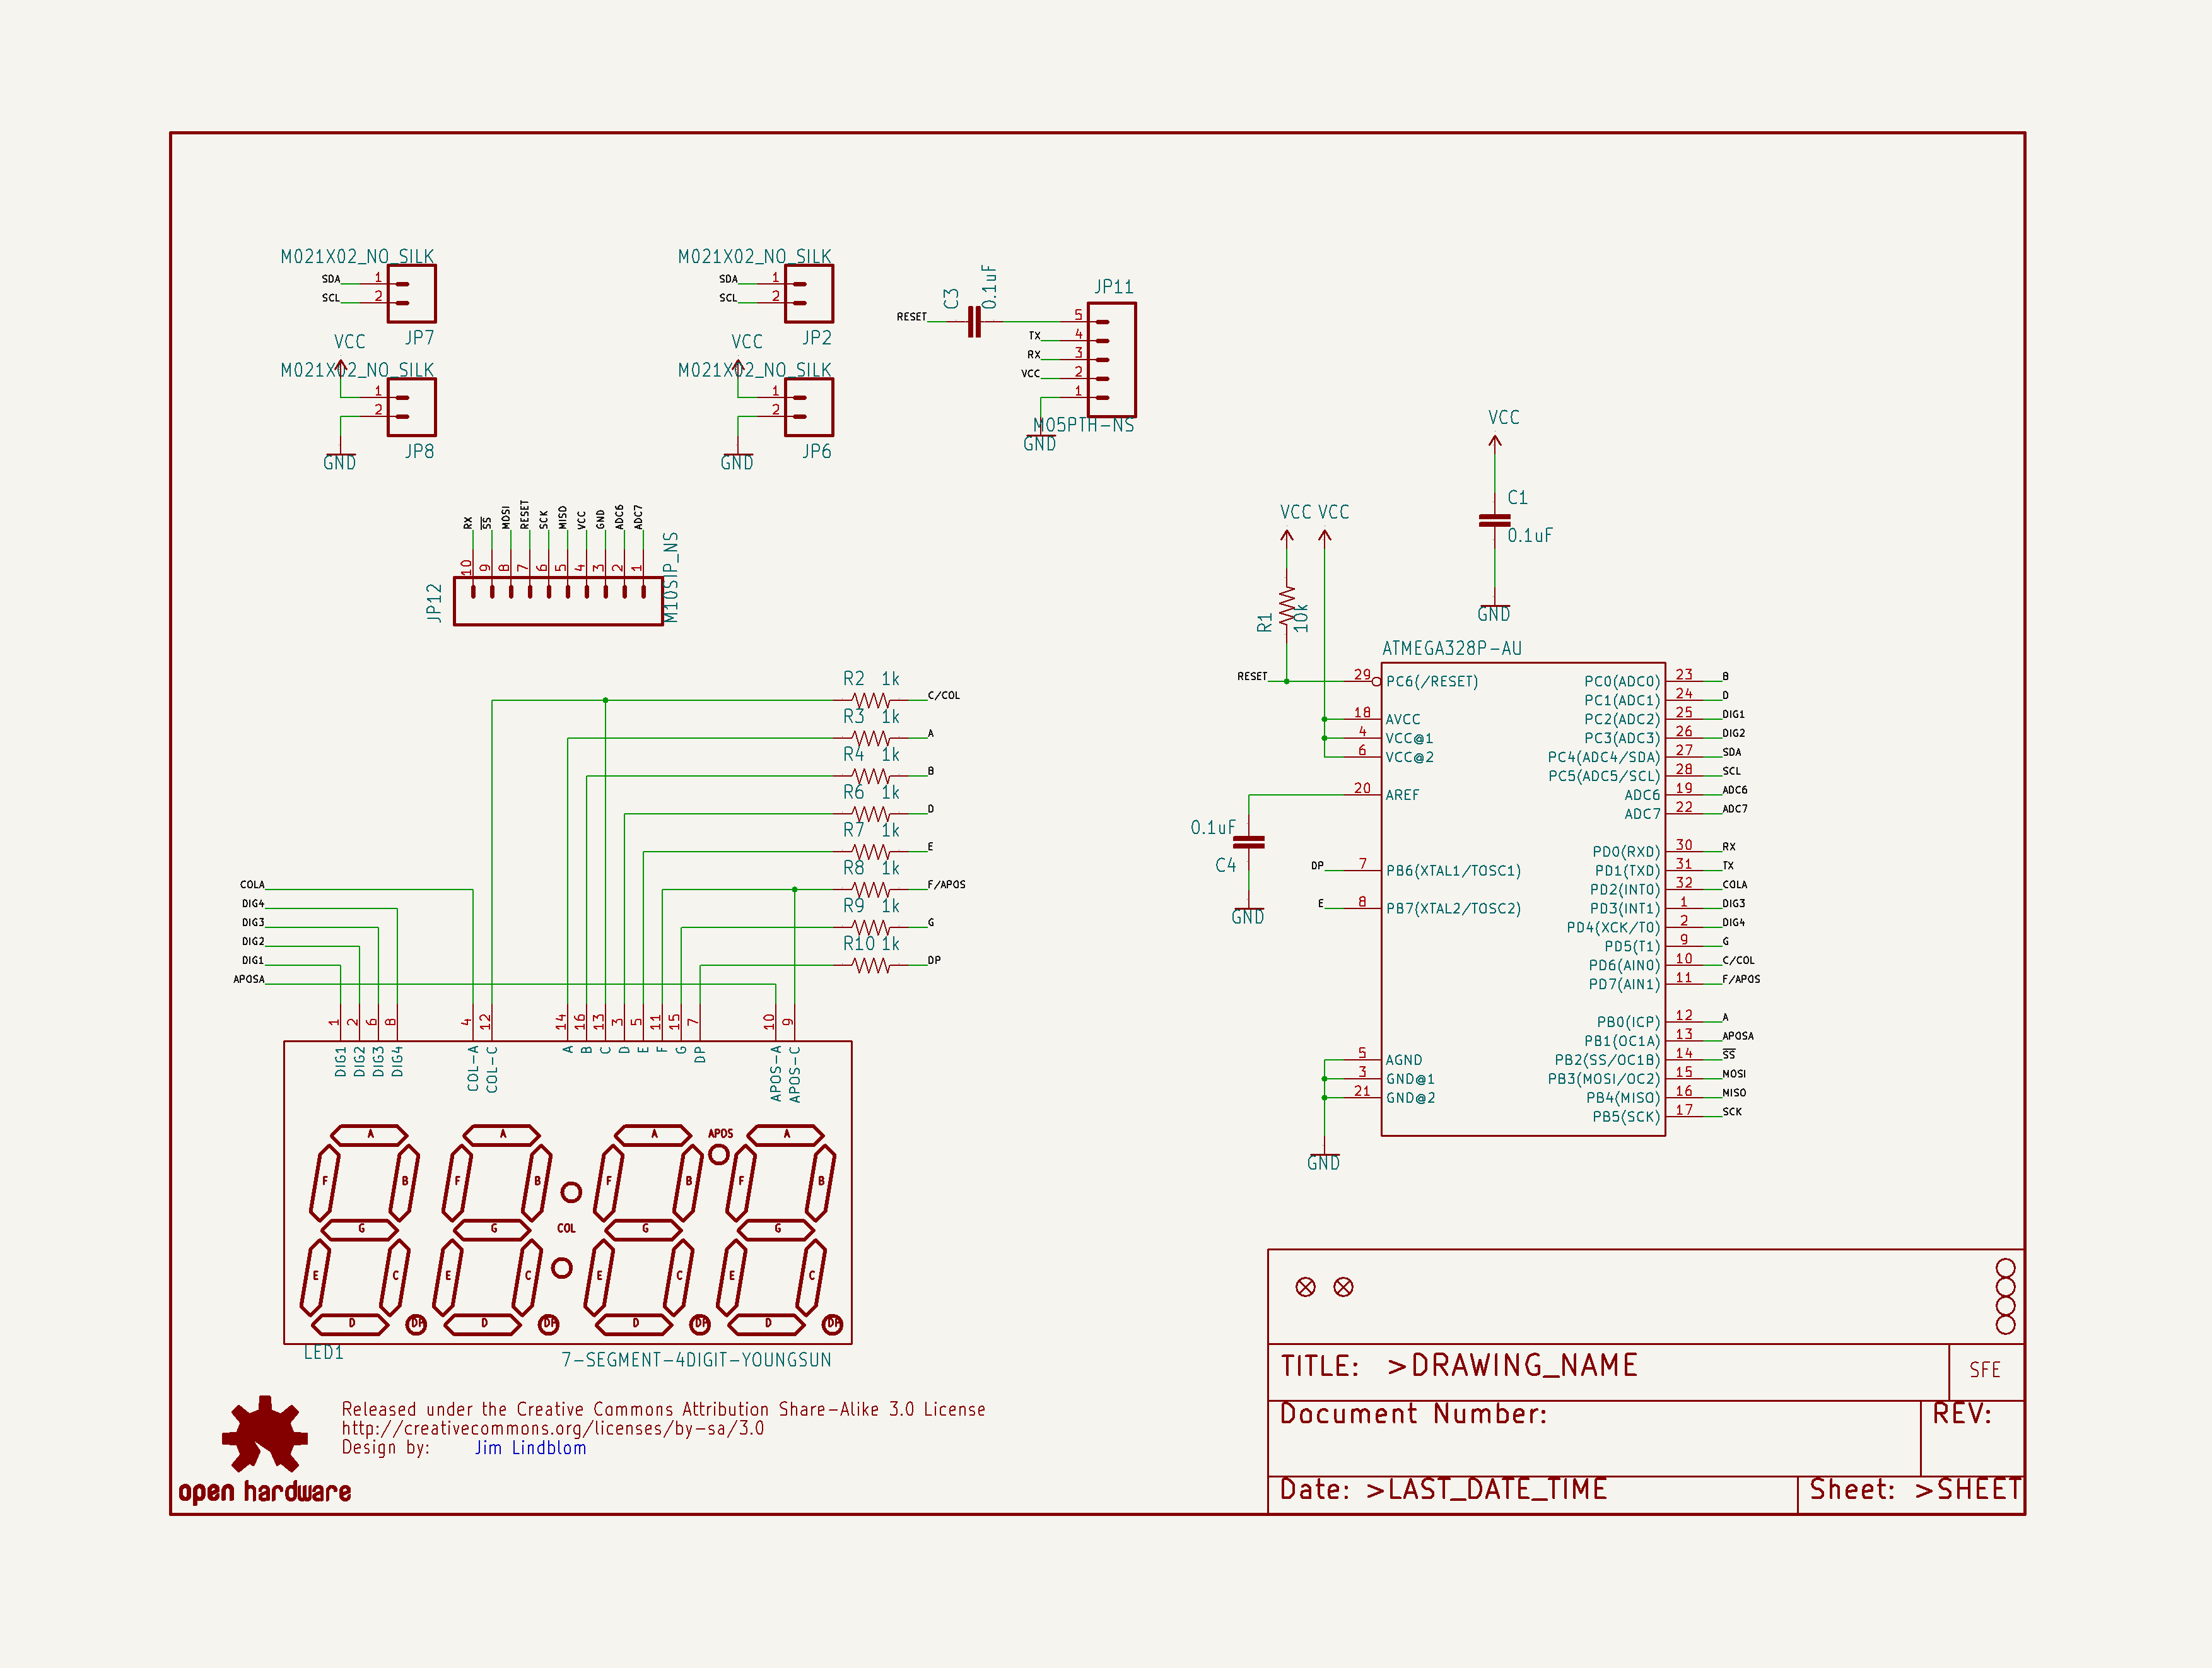 M021X02_NO_SILK
SDA 1
SCL 2
JP7
VCC
M021X02_NO_SILK
1
2
GND
JP8
M021X02_NO_SILK
SDA 1
SCL 2
JP2
VCC
M021X02_NO_SILK
1
2
GND
JP6
JP11
C3
0.1uF
RESET
5
TX 4
RX 3
VCC 2
1
M05PTH-NS
GND
RX SS MOSI RESET SCK MISO VCC GND ADC6 ADC7
10 9 8 7 6 5 4 3 2 1
JP12
M10SIP_NS
VCC
C1
0.1uF
GND
VCC VCC
R1
10k
ATMEGA328P-AU
RESET 29 PC6(/RESET)
18 AVCC
4 VCC@1
6 VCC@2
20 AREF
0.1uF
C4
GND
DP 7 PB6(XTAL1/TOSC1)
E 8 PB7(XTAL2/TOSC2)
5 AGND
3 GND@1
21 GND@2
GND
PC0(ADC0) 23 B
PC1(ADC1) 24 D
PC2(ADC2) 25 DIG1
PC3(ADC3) 26 DIG2
PC4(ADC4/SDA) 27 SDA
PC5(ADC5/SCL) 28 SCL
ADC6 19 ADC6
ADC7 22 ADC7
PD0(RXD) 30 RX
PD1(TXD) 31 TX
PD2(INT0) 32 COLA
PD3(INT1) 1 DIG3
PD4(XCK/T0) 2 DIG4
PD5(T1) 9 G
PD6(AIN0) 10 C/COL
PD7(AIN1) 11 F/APOS
PB0(ICP) 12 A
PB1(OC1A) 13 APOSA
PB2(SS/OC1B) 14 SS
PB3(MOSI/OC2) 15 MOSI
PB4(MISO) 16 MISO
PB5(SCK) 17 SCK
R2 1k C/COL
R3 1k A
R4 1k B
R6 1k D
R7 1k E
R8 1k F/APOS
R9 1k G
R10 1k DP
COLA
DIG4
DIG3
DIG2
DIG1
APOSA
1 2 6 8 4 12 14 16 13 3 5 11 15 7 10 9
DIG1 DIG2 DIG3 DIG4 COL-A COL-C A B C D E F G DP APOS-A APOS-C
A A A APOS A
F B F B F B F B
G G COL G G
E C E C E C E C
D DP D DP D DP D DP
LED1
7-SEGMENT-4DIGIT-YOUNGSUN
Released under the Creative Commons Attribution Share-Alike 3.0 License
http://creativecommons.org/licenses/by-sa/3.0
Design by: Jim Lindblom
open hardware
TITLE: >DRAWING_NAME
SFE
Document Number:
REV:
Date: >LAST_DATE_TIME
Sheet: >SHEET